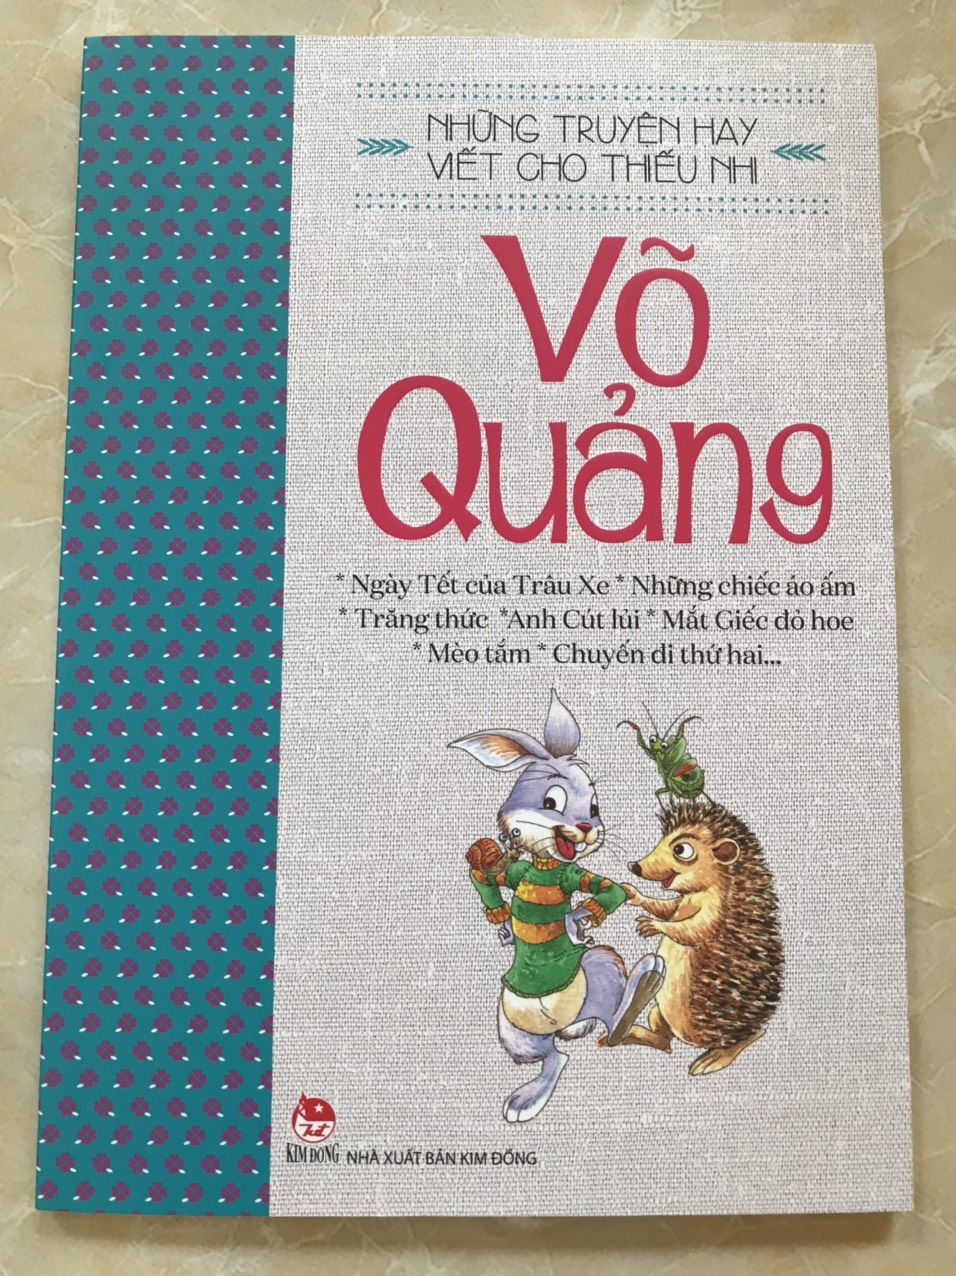 NHỮNG TRUYỆN HAY
VIẾT CHO THIẾU NHI
Võ
Quảng
* Ngày Tết của Trâu Xe * Những chiếc áo ấm
* Trăng thức *Anh Cút lủi * Mắt Giếc đỏ hoe
* Mèo tắm * Chuyến đi thứ hai...
KIM ĐỒNG NHÀ XUẤT BẢN KIM ĐỒNG